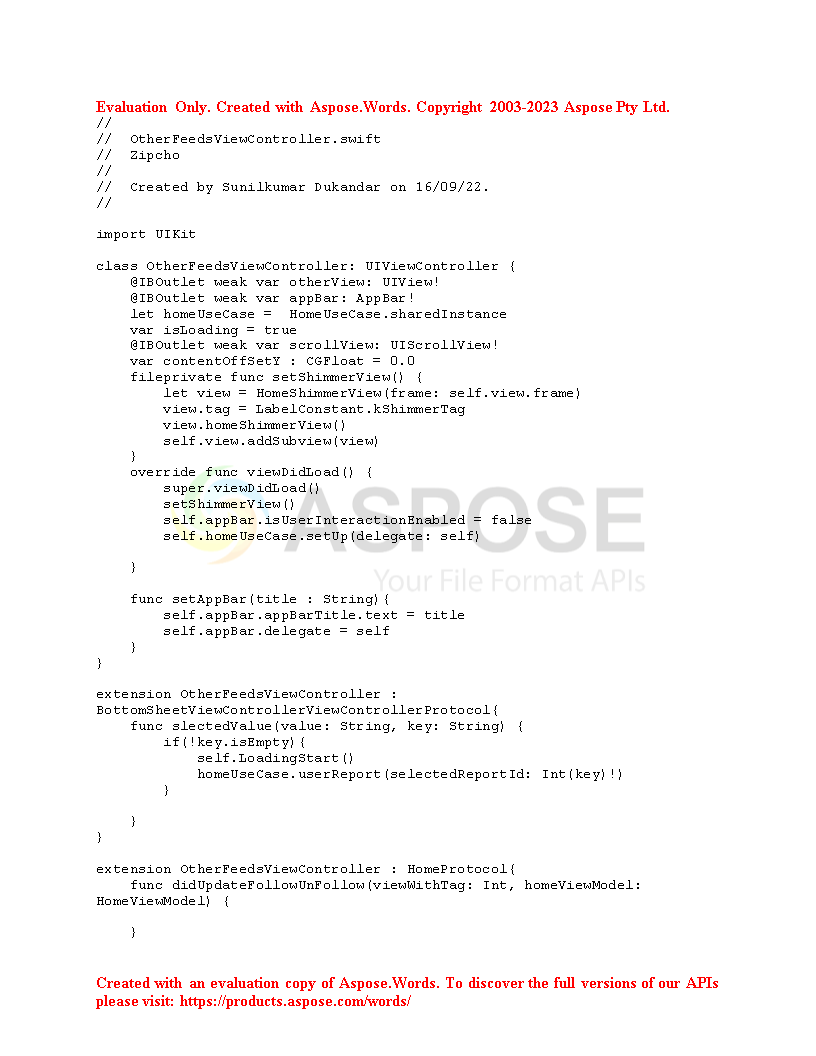 Evaluation Only. Created with Aspose.Words. Copyright 2003-2023 Aspose Pty Ltd.
//
//  OtherFeedsViewController.swift
//  Zipcho
//
//  Created by Sunilkumar Dukandar on 16/09/22.
//

import UIKit

class OtherFeedsViewController: UIViewController {
    @IBOutlet weak var otherView: UIView!
    @IBOutlet weak var appBar: AppBar!
    let homeUseCase =  HomeUseCase.sharedInstance
    var isLoading = true
    @IBOutlet weak var scrollView: UIScrollView!
    var contentOffSetY : CGFloat = 0.0
    fileprivate func setShimmerView() {
        let view = HomeShimmerView(frame: self.view.frame)
        view.tag = LabelConstant.kShimmerTag
        view.homeShimmerView()
        self.view.addSubview(view)
    }
    override func viewDidLoad() {
        super.viewDidLoad()
        setShimmerView()
        self.appBar.isUserInteractionEnabled = false
        self.homeUseCase.setUp(delegate: self)

    }

    func setAppBar(title : String){
        self.appBar.appBarTitle.text = title
        self.appBar.delegate = self
    }
}

extension OtherFeedsViewController :
BottomSheetViewControllerViewControllerProtocol{
    func slectedValue(value: String, key: String) {
        if(!key.isEmpty){
            self.LoadingStart()
            homeUseCase.userReport(selectedReportId: Int(key)!)
        }

    }
}

extension OtherFeedsViewController : HomeProtocol{
    func didUpdateFollowUnFollow(viewWithTag: Int, homeViewModel:
HomeViewModel) {

    }
ASPOSE
Your File Format APIs
Created with an evaluation copy of Aspose.Words. To discover the full versions of our APIs
please visit: https://products.aspose.com/words/